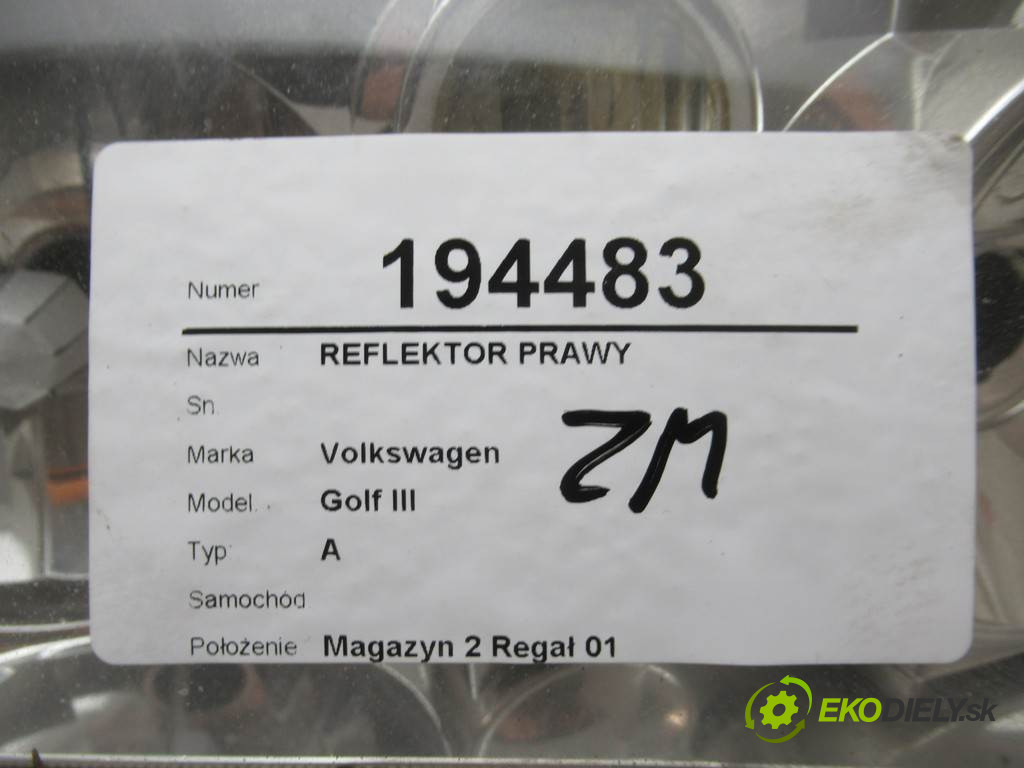 Numer 194483
Nazwa REFLEKTOR PRAWY
Sn.
Marka Volkswagen
Model. Golf III
Typ A
Samochód
Położenie Magazyn 2 Regał 01
ZM
EKODIELY.sk